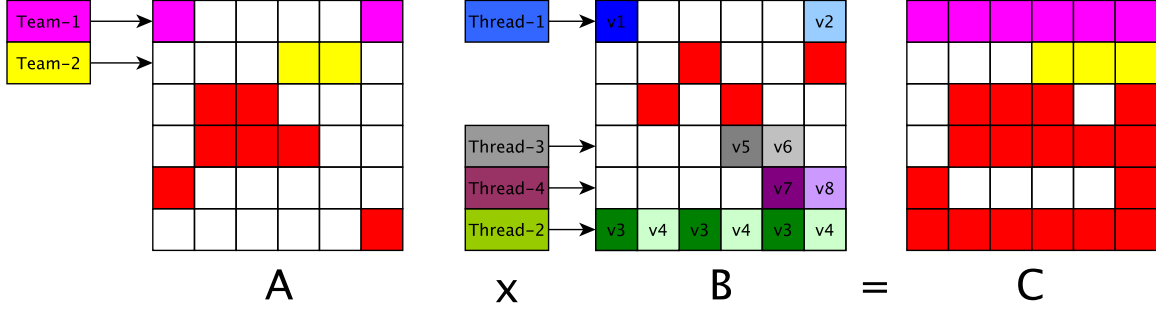 Team-1
Thread-1
v1
v2
Team-2
Thread-3
v5
v6
Thread-4
v7
v8
Thread-2
v3
v4
v3
v4
v3
v4
A
x
B
=
C